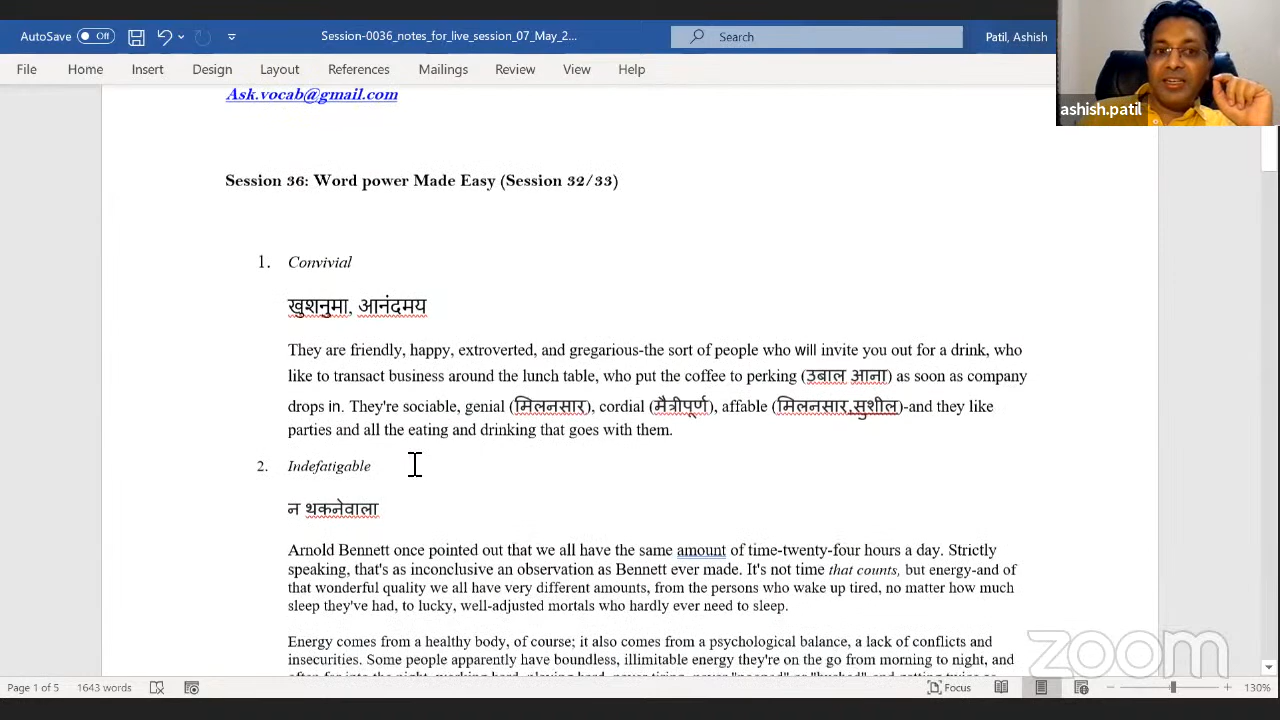 AutoSave Off Session-0036_notes_for_live_session_07_May_2... Search Patil, Ashish
File Home Insert Design Layout References Mailings Review View Help
ashish.patil
Ask.vocab@gmail.com
Session 36: Word power Made Easy (Session 32/33)
1. Convivial
खुशनुमा, आनंदमय
They are friendly, happy, extroverted, and gregarious-the sort of people who will invite you out for a drink, who
like to transact business around the lunch table, who put the coffee to perking (उबाल आना) as soon as company
drops in. They're sociable, genial (मिलनसार), cordial (मैत्रीपूर्ण), affable (मिलनसार,सुशील)-and they like
parties and all the eating and drinking that goes with them.
2. Indefatigable
न थकनेवाला
Arnold Bennett once pointed out that we all have the same amount of time-twenty-four hours a day. Strictly
speaking, that's as inconclusive an observation as Bennett ever made. It's not time that counts, but energy-and of
that wonderful quality we all have very different amounts, from the persons who wake up tired, no matter how much
sleep they've had, to lucky, well-adjusted mortals who hardly ever need to sleep.
Energy comes from a healthy body, of course; it also comes from a psychological balance, a lack of conflicts and
insecurities. Some people apparently have boundless, illimitable energy they're on the go from morning to night, and
zoom
Page 1 of 5 1643 words Focus 130%